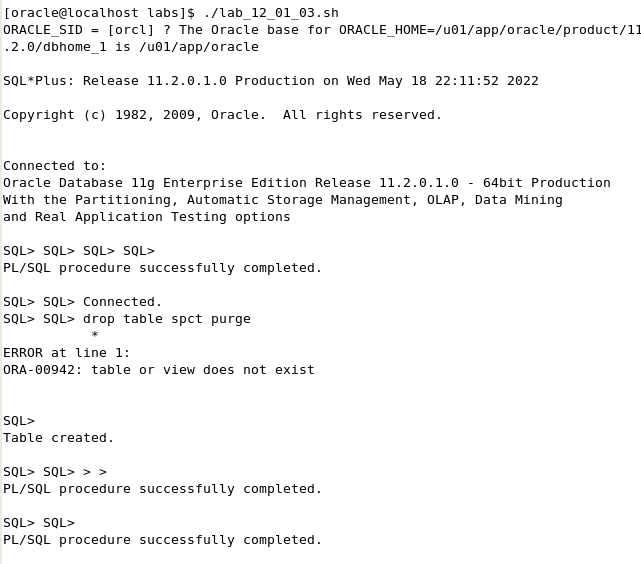 [oracle@localhost labs]$ ./lab_12_01_03.sh
ORACLE_SID = [orcl] ? The Oracle base for ORACLE_HOME=/u01/app/oracle/product/11
.2.0/dbhome_1 is /u01/app/oracle
SQL*Plus: Release 11.2.0.1.0 Production on Wed May 18 22:11:52 2022
Copyright (c) 1982, 2009, Oracle.  All rights reserved.
Connected to:
Oracle Database 11g Enterprise Edition Release 11.2.0.1.0 - 64bit Production
With the Partitioning, Automatic Storage Management, OLAP, Data Mining
and Real Application Testing options
SQL> SQL> SQL> SQL>
PL/SQL procedure successfully completed.
SQL> SQL> Connected.
SQL> SQL> drop table spct purge
           *
ERROR at line 1:
ORA-00942: table or view does not exist
SQL>
Table created.
SQL> SQL> > >
PL/SQL procedure successfully completed.
SQL> SQL>
PL/SQL procedure successfully completed.